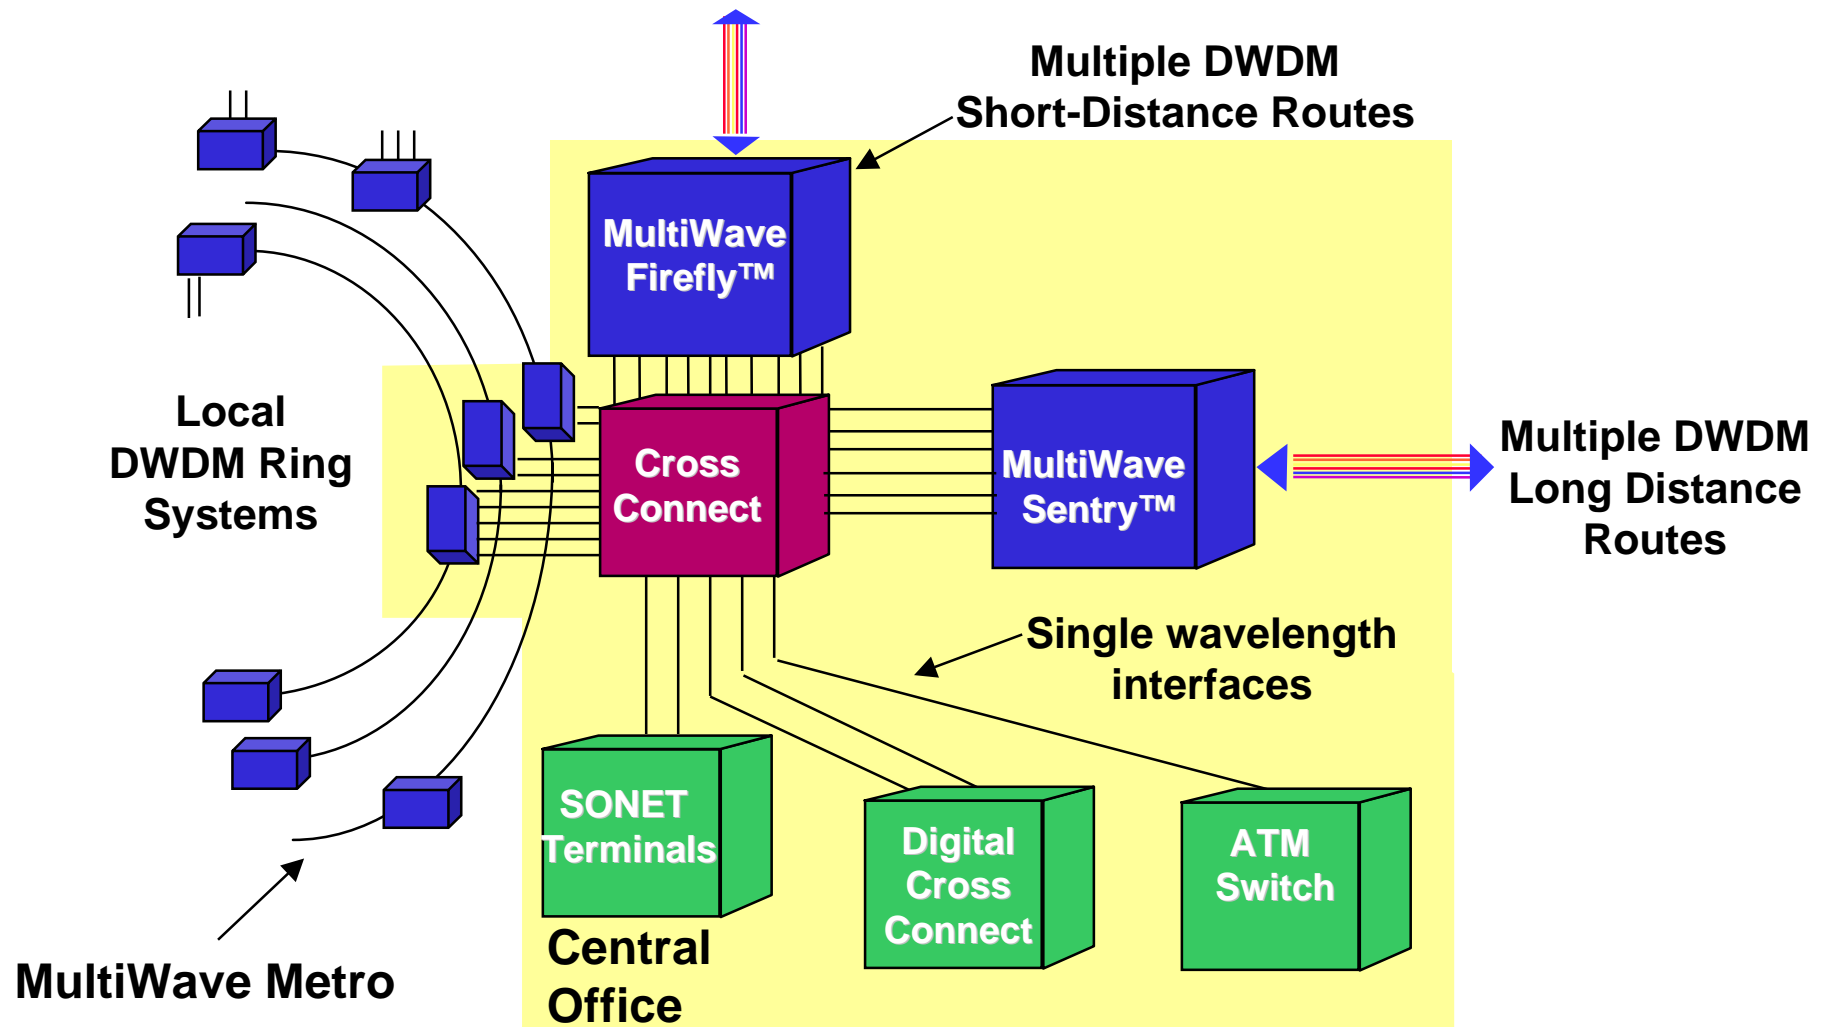 Multiple DWDM
Short-Distance Routes
MultiWave
Firefly™
Local
DWDM Ring
Systems
Cross
Connect
MultiWave
Sentry™
Multiple DWDM
Long Distance
Routes
Single wavelength
interfaces
SONET
Terminals
Digital
Cross
Connect
ATM
Switch
Central
Office
MultiWave Metro